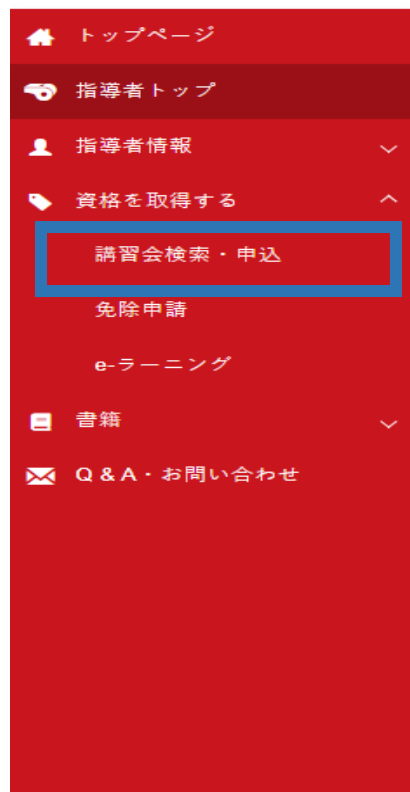 トップページ
指導者トップ
指導者情報
資格を取得する
講習会検索・申込
免除申請
e-ラーニング
書籍
Q&A・お問い合わせ